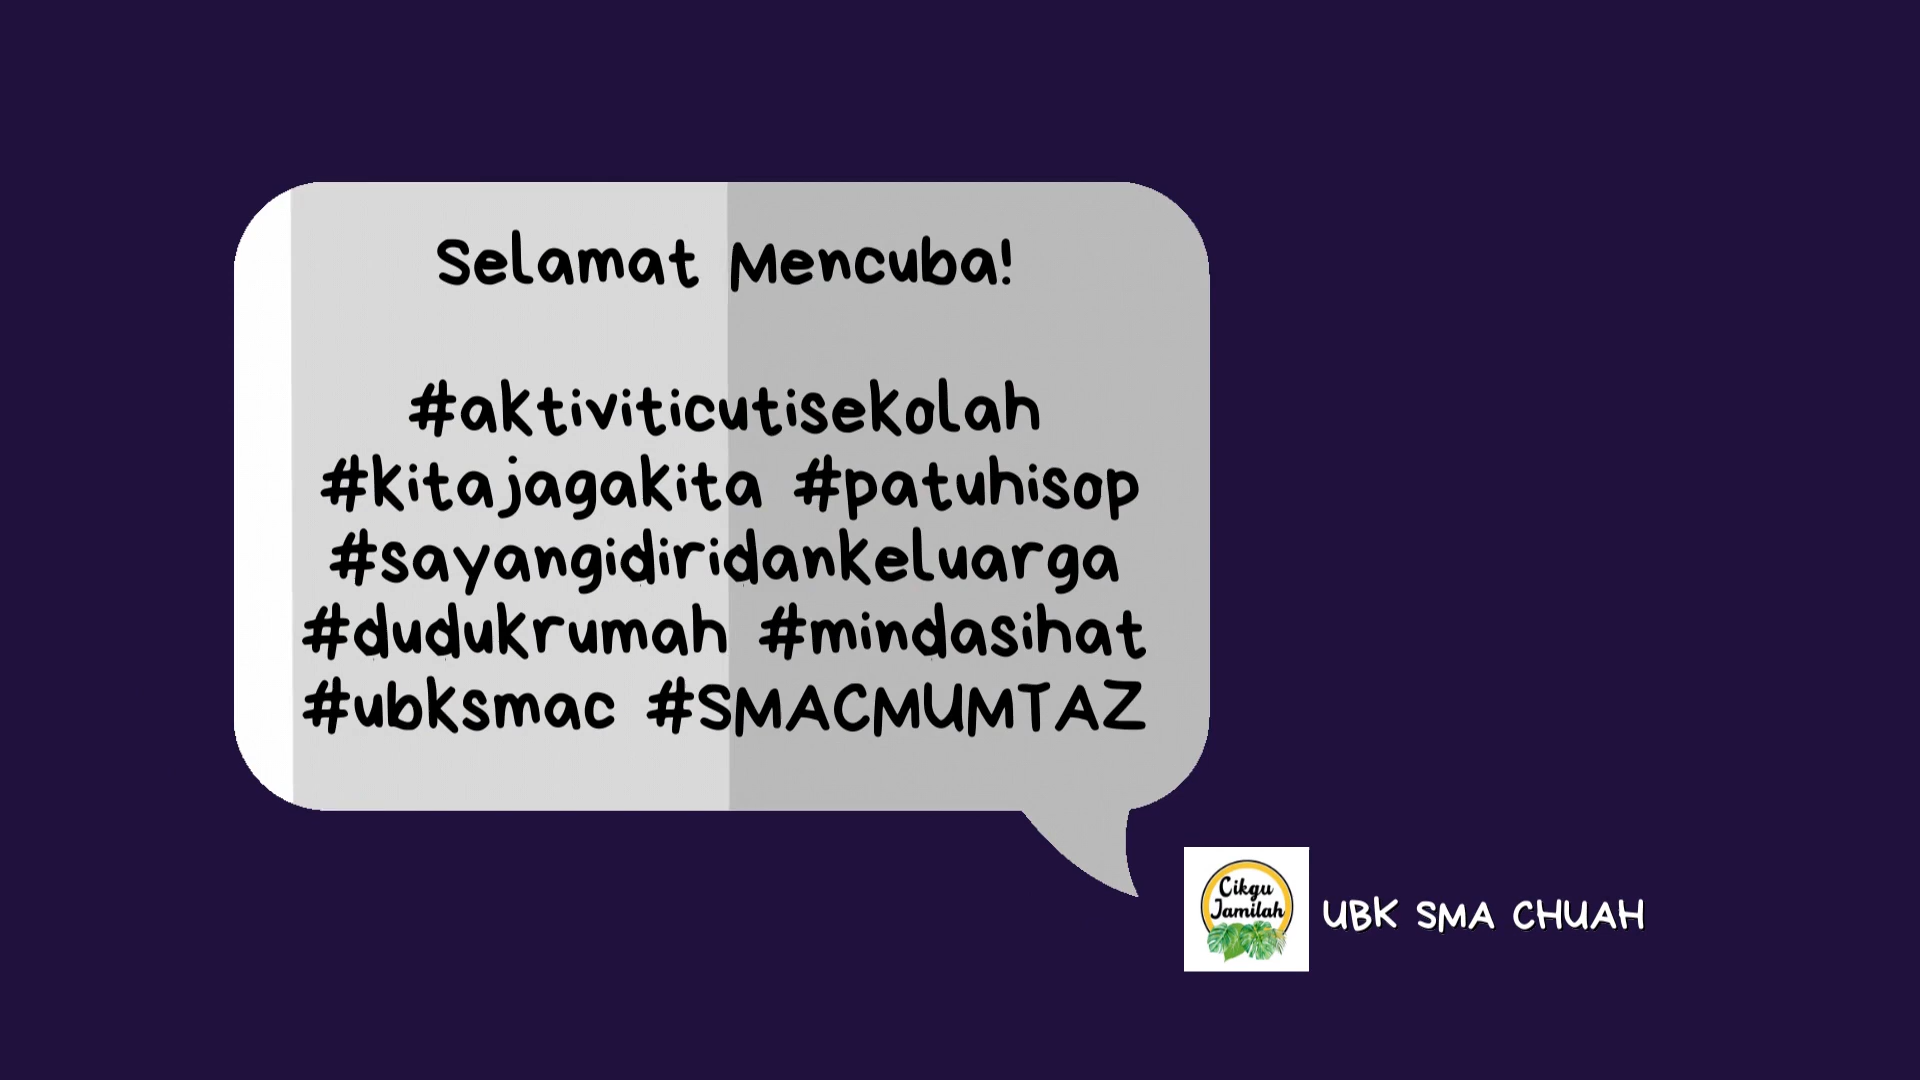 Selamat Mencuba!
#aktiviticutisekolah
#kitajagakita #patuhisop
#sayangidiridankeluarga
#dudukrumah #mindasihat
#ubksmac #SMACMUMTAZ
Cikgu
Jamilah
UBK SMA CHUAH